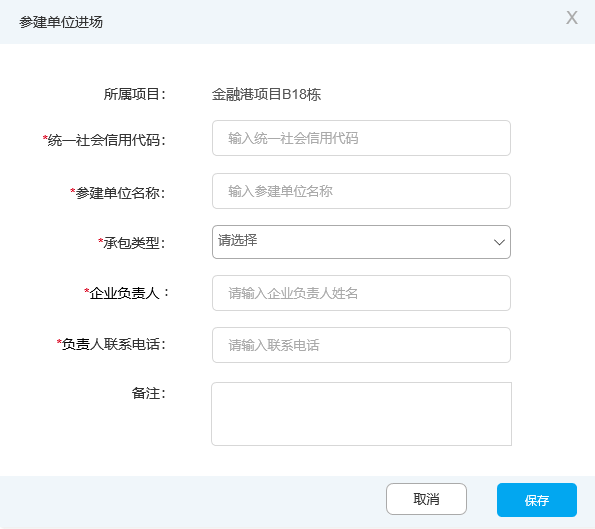 参建单位进场 X
所属项目： 金融港项目B18栋
*统一社会信用代码： 输入统一社会信用代码
*参建单位名称： 输入参建单位名称
*承包类型： 请选择
*企业负责人： 请输入企业负责人姓名
*负责人联系电话： 请输入联系电话
备注：
取消 保存